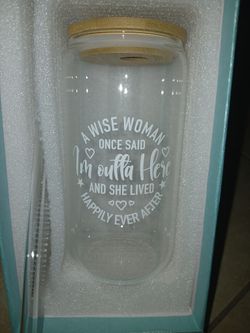 A WISE WOMAN
ONCE SAID
I'm outta Here
AND SHE LIVED
HAPPILY EVER AFTER